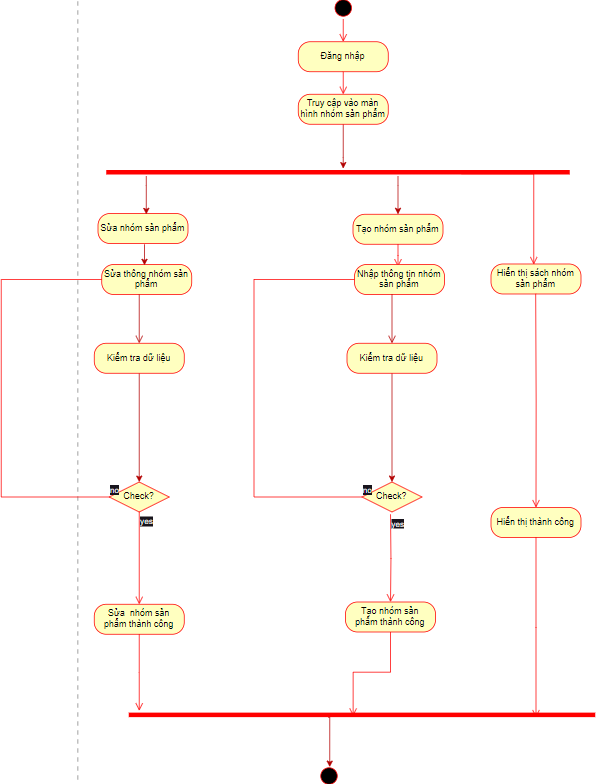 Đăng nhập
Truy cập vào màn
hình nhóm sản phẩm
Sửa nhóm sản phẩm
Tạo nhóm sản phẩm
Sửa thông nhóm sản
phẩm
Nhập thông tin nhóm
sản phẩm
Hiển thị sách nhóm
sản phẩm
Kiểm tra dữ liệu
Kiểm tra dữ liệu
no
Check?
no
Check?
yes
yes
Hiển thị thành công
Sửa nhóm sản
phẩm thành công
Tạo nhóm sản
phẩm thành công